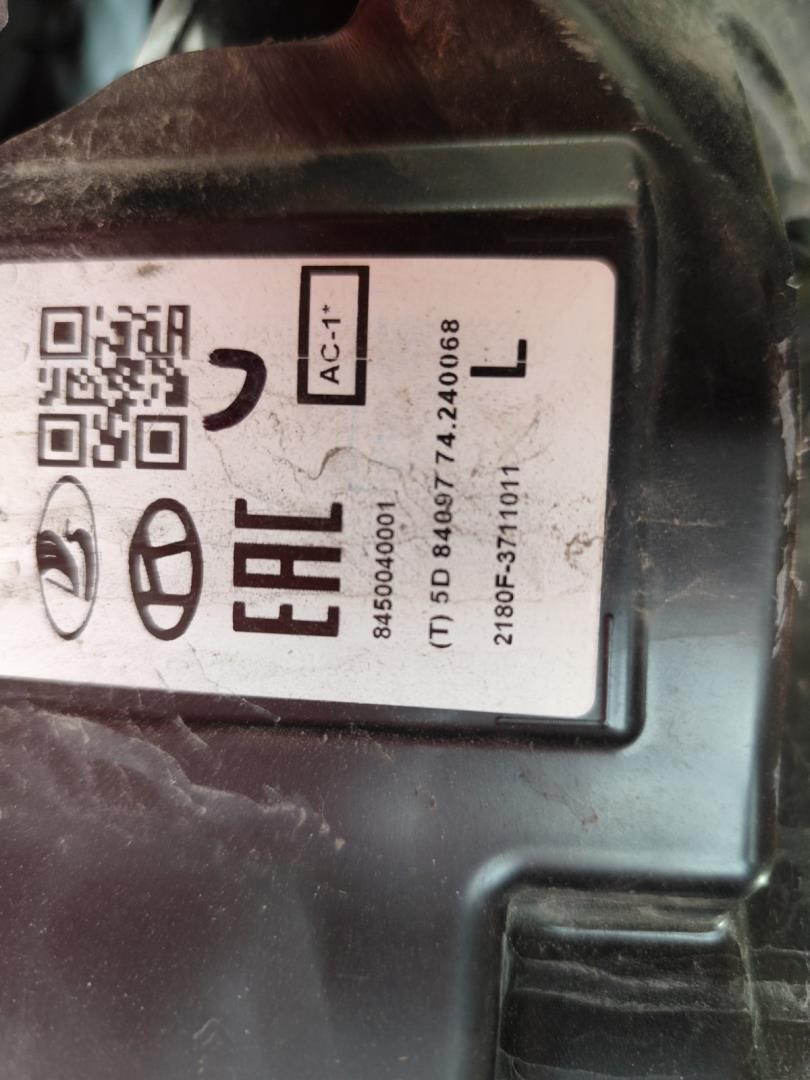 EAC
AC-1*
8450040001
(T) 5D 84097 74.240068
2180F-3711011
L